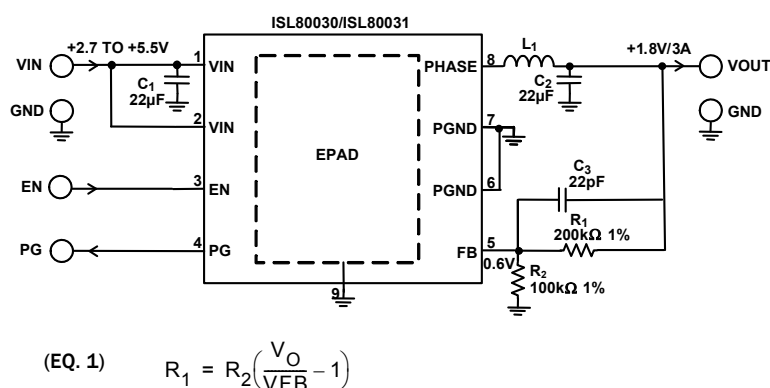 ISL80030/ISL80031
+2.7 TO +5.5V
VIN
GND
EN
PG
C1
22µF
1
VIN
2
VIN
3
EN
4
PG
EPAD
9
PHASE
8
PGND
7
PGND
6
FB
5
0.6V
L1
C2
22µF
+1.8V/3A
VOUT
GND
C3
22pF
R1
200kΩ 1%
R2
100kΩ 1%
(EQ. 1) R1 = R2(VO/VFB – 1)